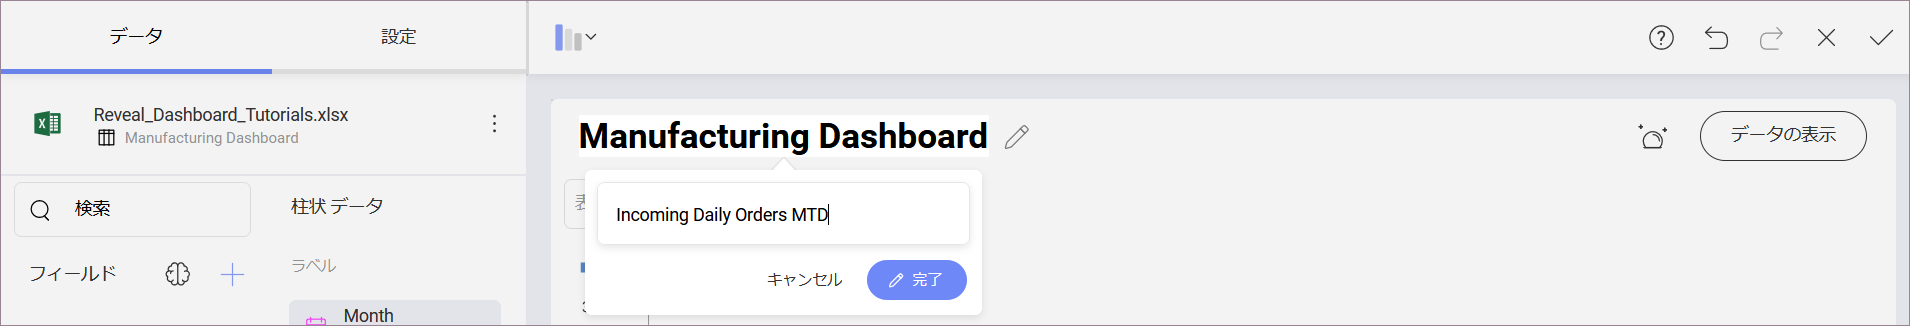 データ
設定
Reveal_Dashboard_Tutorials.xlsx
Manufacturing Dashboard
検索
柱状 データ
フィールド
ラベル
Month
Manufacturing Dashboard
データの表示
Incoming Daily Orders MTD
キャンセル
完了